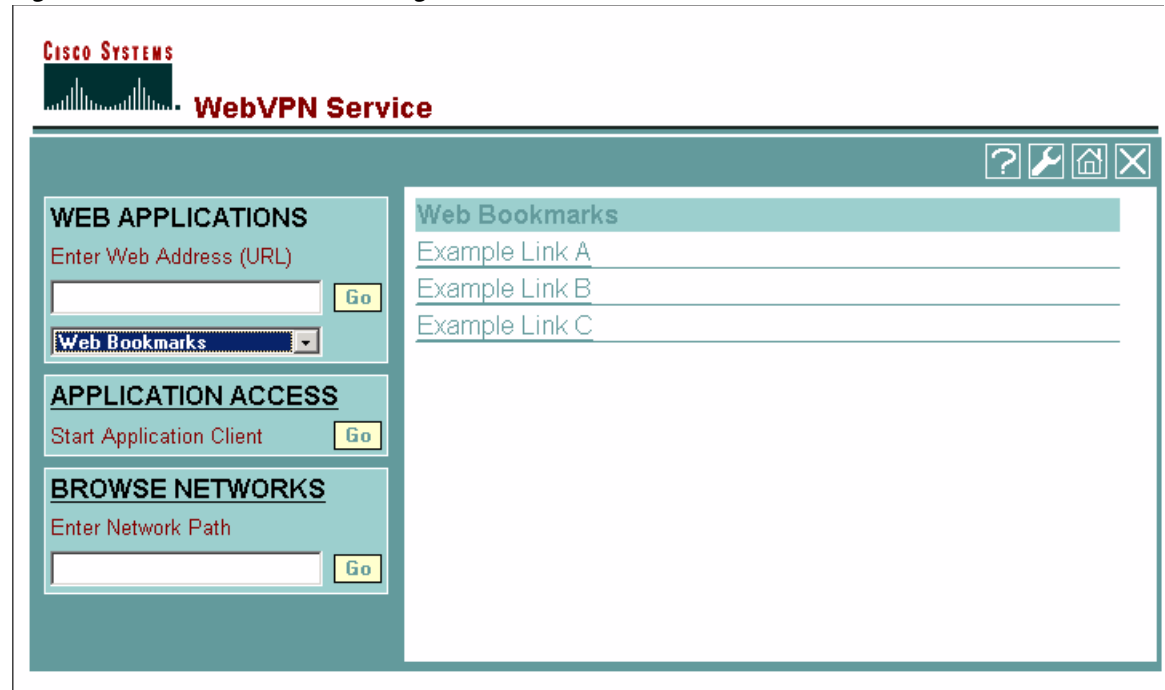 CISCO SYSTEMS
WebVPN Service
WEB APPLICATIONS
Enter Web Address (URL)
Go
Web Bookmarks
APPLICATION ACCESS
Start Application Client
Go
BROWSE NETWORKS
Enter Network Path
Go
?
Web Bookmarks
Example Link A
Example Link B
Example Link C